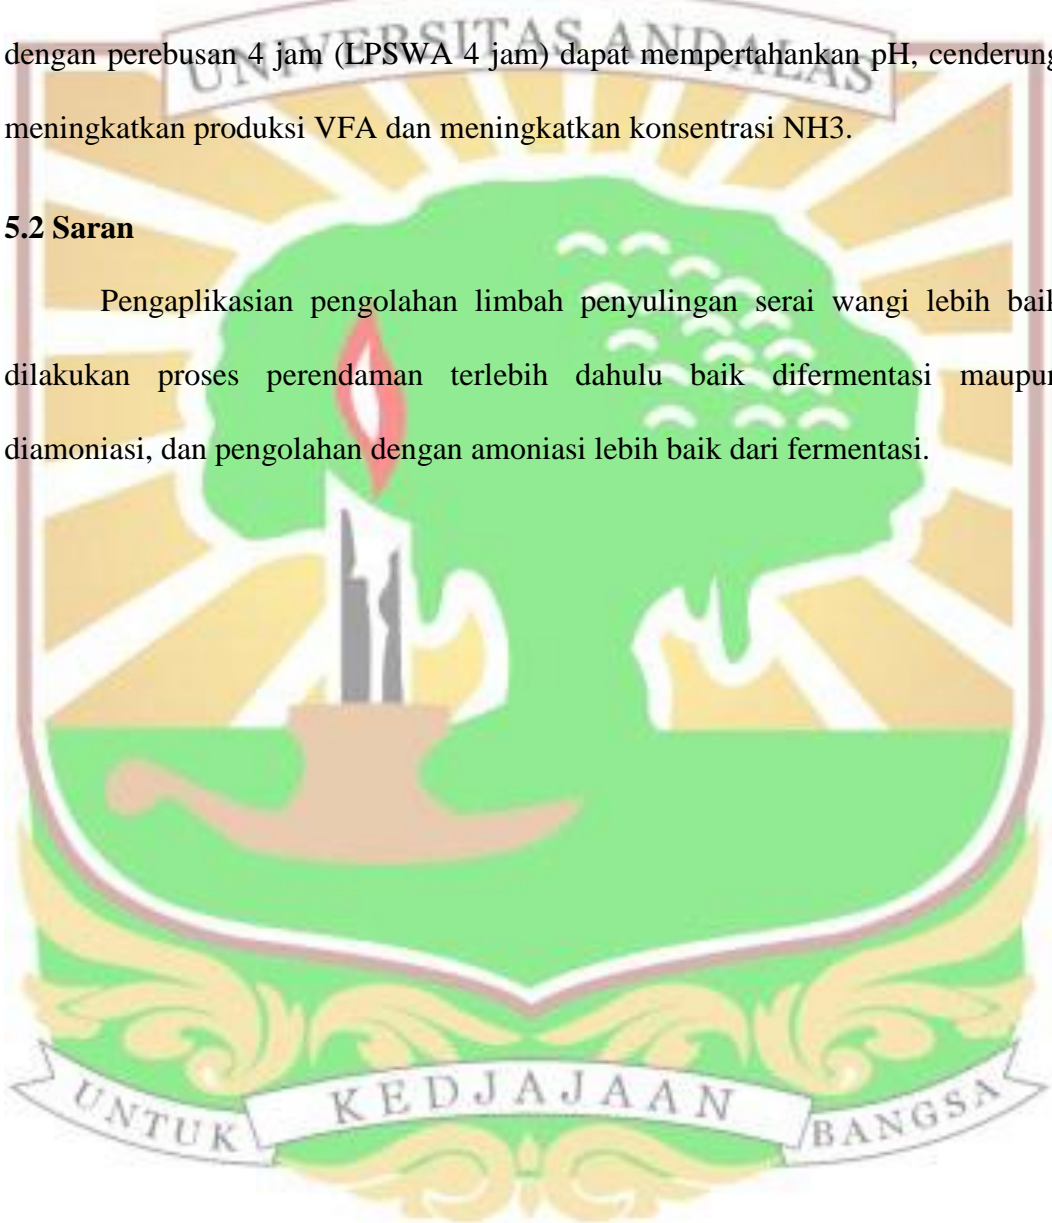 UNIVERSITAS ANDALAS
dengan perebusan 4 jam (LPSWA 4 jam) dapat mempertahankan pH, cenderung
meningkatkan produksi VFA dan meningkatkan konsentrasi NH3.
5.2 Saran
Pengaplikasian pengolahan limbah penyulingan serai wangi lebih baik
dilakukan proses perendaman terlebih dahulu baik difermentasi maupun
diamoniasi, dan pengolahan dengan amoniasi lebih baik dari fermentasi.
UNTUK KEDJAJAAN BANGSA